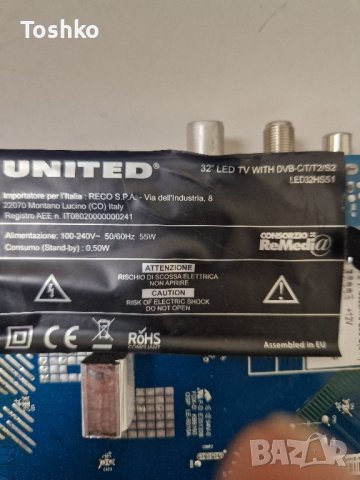 Toshko
Toshko
UNITED®
32" LED TV WITH DVB-C/T/T2/S2
LED32HS51
Importatore per l'Italia : RECO S.P.A. - Via dell'Industria, 8
22070 Montano Lucino (CO) Italy
Registro AEE n. IT08020000000241
CONSORZIO
ReMedi@
Alimentazione: 100-240V~ 50/60Hz 55W
Consumo (Stand-by) : 0,50W
ATTENZIONE
RISCHIO DI SCOSSA ELETTRICA
NON APRIRE
CAUTION
RISK OF ELECTRIC SHOCK
DO NOT OPEN
CE
RoHS
COMPLIANT
Assembled in EU
bazar